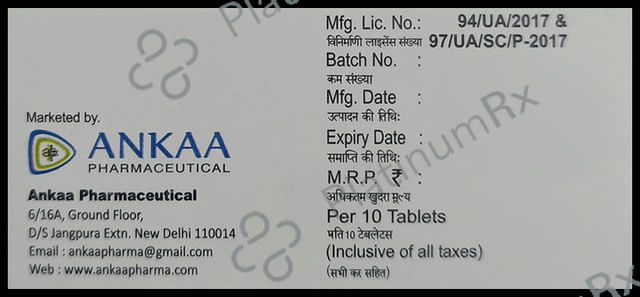 Marketed by.
ANKAA
PHARMACEUTICAL
Ankaa Pharmaceutical
6/16A, Ground Floor,
D/S Jangpura Extn. New Delhi 110014
Email : ankaapharma@gmail.com
Web : www.ankaapharma.com
Mfg. Lic. No.: 94/UA/2017 &
विनिर्माणी लाइसेंस संख्या 97/UA/SC/P-2017
Batch No. :
कम संख्या
Mfg. Date :
उत्पादन की तिथि:
Expiry Date :
समाप्ति की तिथि:
M.R.P. ₹ :
अधिकतम खुदरा मूल्य
Per 10 Tablets
मति 10 टेबलेटस
(Inclusive of all taxes)
(सभी कर सहित)
PlatinumRx